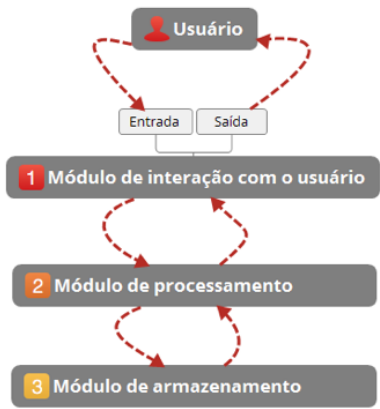 Usuário
Entrada Saída
1 Módulo de interação com o usuário
2 Módulo de processamento
3 Módulo de armazenamento